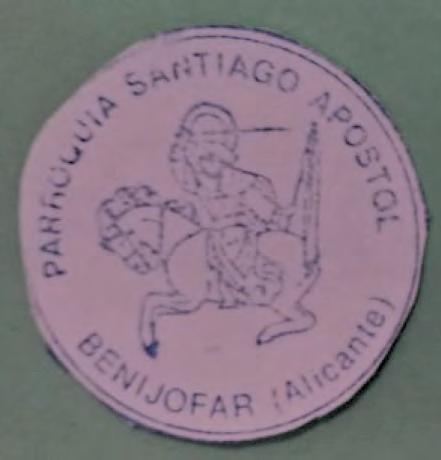 PARROQUIA SANTIAGO APOSTOL
BENIJOFAR (Alicante)